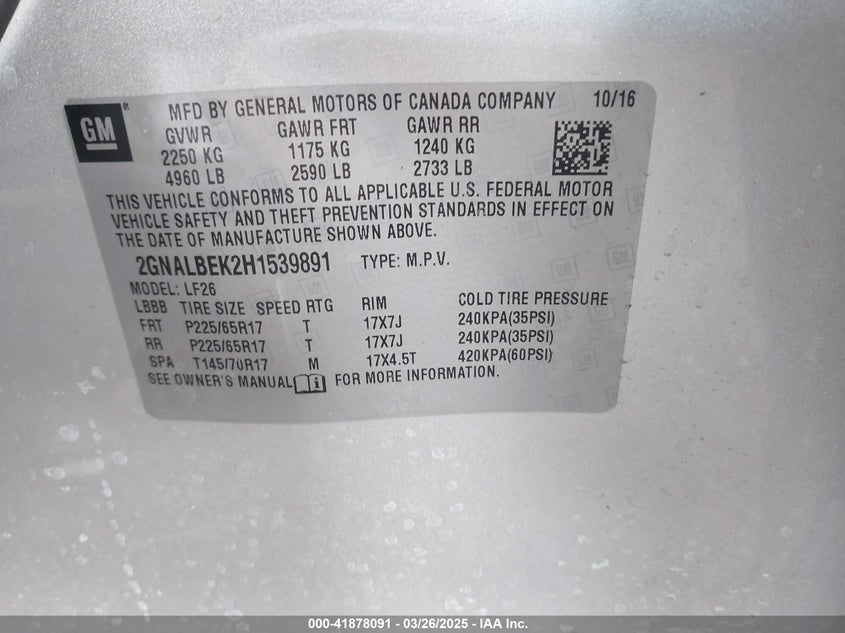 GM
MFD BY GENERAL MOTORS OF CANADA COMPANY 10/16
GVWR GAWR FRT GAWR RR
2250 KG 1175 KG 1240 KG
4960 LB 2590 LB 2733 LB
THIS VEHICLE CONFORMS TO ALL APPLICABLE U.S. FEDERAL MOTOR
VEHICLE SAFETY AND THEFT PREVENTION STANDARDS IN EFFECT ON
THE DATE OF MANUFACTURE SHOWN ABOVE.
2GNALBEK2H1539891 TYPE: M.P.V.
MODEL: LF26
LBBB TIRE SIZE SPEED RTG RIM COLD TIRE PRESSURE
FRT P225/65R17 T 17X7J 240KPA(35PSI)
RR P225/65R17 T 17X7J 240KPA(35PSI)
SPA T145/70R17 M 17X4.5T 420KPA(60PSI)
SEE OWNER'S MANUAL FOR MORE INFORMATION.
000-41878091 - 03/26/2025 - IAA Inc.